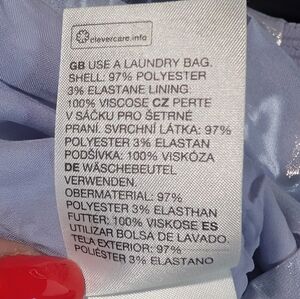 clevercare.info
GB USE A LAUNDRY BAG.
SHELL: 97% POLYESTER
3% ELASTANE LINING
100% VISCOSE CZ PERTE
V SÁČKU PRO ŠETRNÉ
PRANÍ. SVRCHNÍ LÁTKA: 97%
POLYESTER 3% ELASTAN
PODŠÍVKA: 100% VISKÓZA
DE WÄSCHEBEUTEL
VERWENDEN.
OBERMATERIAL: 97%
POLYESTER 3% ELASTHAN
FUTTER: 100% VISKOSE ES
UTILIZAR BOLSA DE LAVADO.
TELA EXTERIOR: 97%
POLIÉSTER 3% ELASTANO